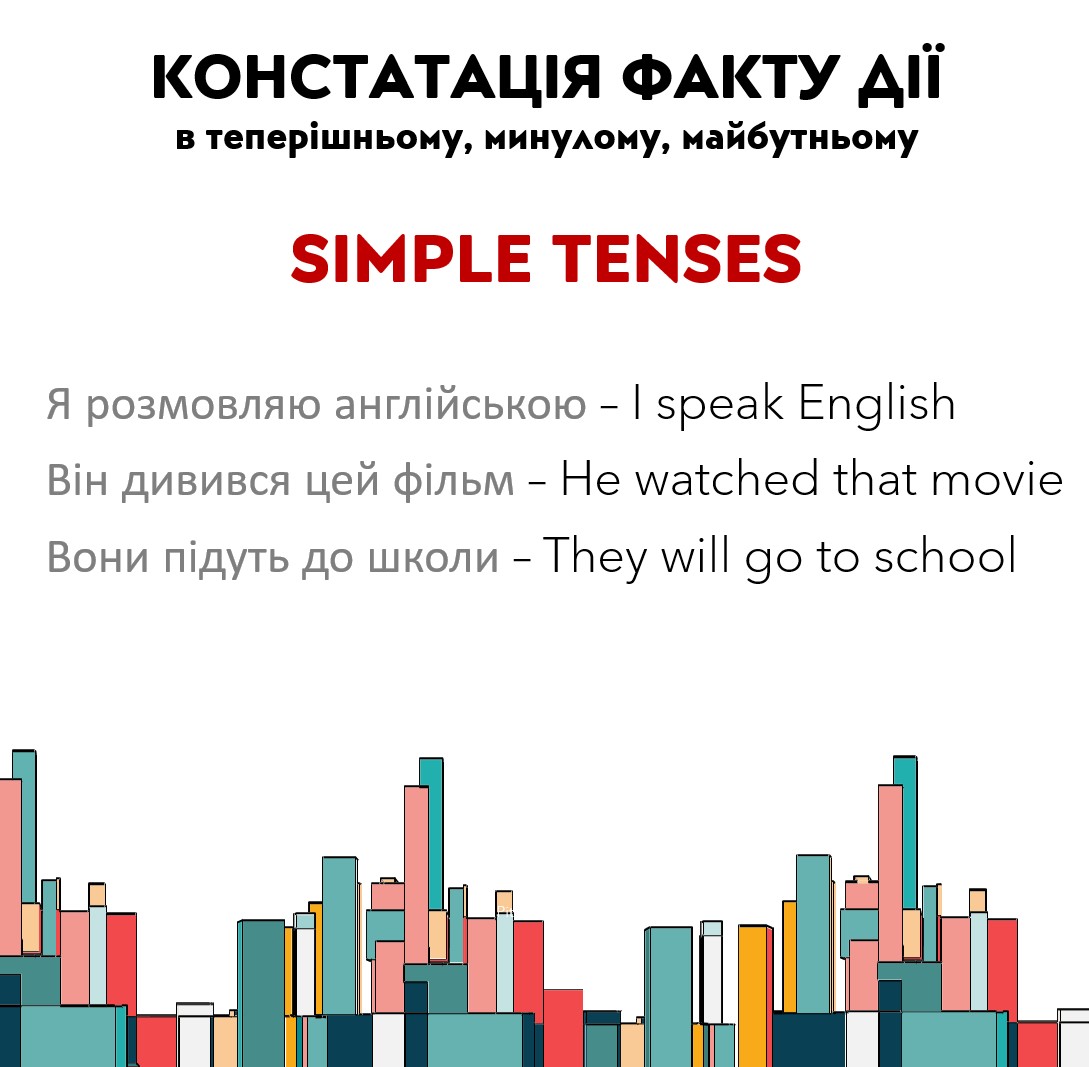 КОНСТАТАЦІЯ ФАКТУ ДІЇ
в теперішньому, минулому, майбутньому
SIMPLE TENSES
Я розмовляю англійською – I speak English
Він дивився цей фільм – He watched that movie
Вони підуть до школи – They will go to school